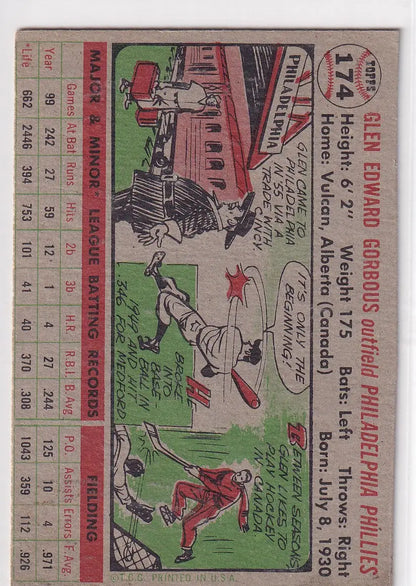 TOPPS
174
GLEN EDWARD GORBOUS outfield PHILADELPHIA PHILLIES
Height: 6' 2" Weight 175 Bats: Left Throws: Right
Home: Vulcan, Alberta (Canada) Born: July 8, 1930
PHILADELPHIA
GLEN CAME TO
PHILADELPHIA
IN '55 VIA A
TRADE WITH
CINCY
IT'S ONLY THE
BEGINNING!
HE
BROKE
INTO
BASE
BALL IN
1949 AND HIT
.346 FOR MEDFORD
BETWEEN SEASONS
GLEN LIKES TO
PLAY HOCKEY
IN CANADA
© T.C.G. PRINTED IN U.S.A.
MAJOR & MINOR* LEAGUE BATTING RECORDS FIELDING
Games At Bat Runs Hits 2b 3b H.R. R.B.I. B Avg. P.O. Assists Errors F. Avg.
Year 99 242 27 59 12 1 4 27 .244 125 10 4 .971
*Life 662 2446 394 753 101 41 40 370 .308 1043 359 112 .926